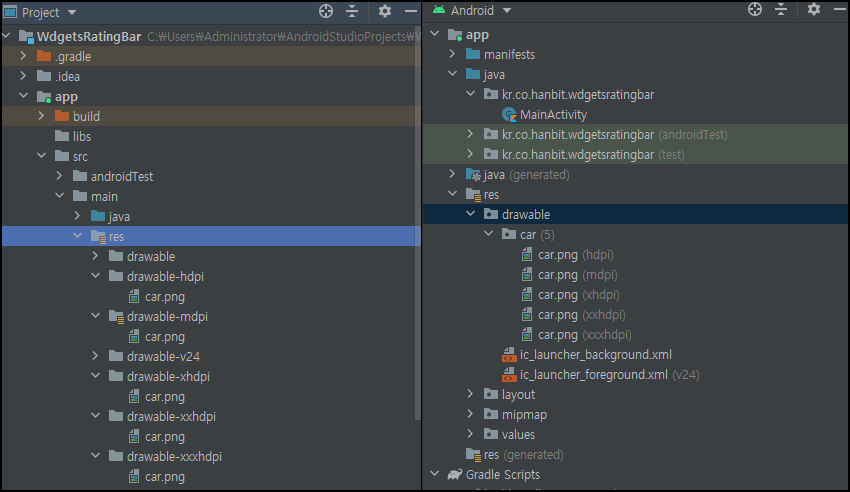 Project
WdgetsRatingBar C:₩Users₩Administrator₩AndroidStudioProjects₩
.gradle
.idea
app
build
libs
src
androidTest
main
java
res
drawable
drawable-hdpi
car.png
drawable-mdpi
car.png
drawable-v24
drawable-xhdpi
car.png
drawable-xxhdpi
car.png
drawable-xxxhdpi
car.png
Android
app
manifests
java
kr.co.hanbit.wdgetsratingbar
MainActivity
kr.co.hanbit.wdgetsratingbar (androidTest)
kr.co.hanbit.wdgetsratingbar (test)
java (generated)
res
drawable
car (5)
car.png (hdpi)
car.png (mdpi)
car.png (xhdpi)
car.png (xxhdpi)
car.png (xxxhdpi)
ic_launcher_background.xml
ic_launcher_foreground.xml (v24)
layout
mipmap
values
res (generated)
Gradle Scripts